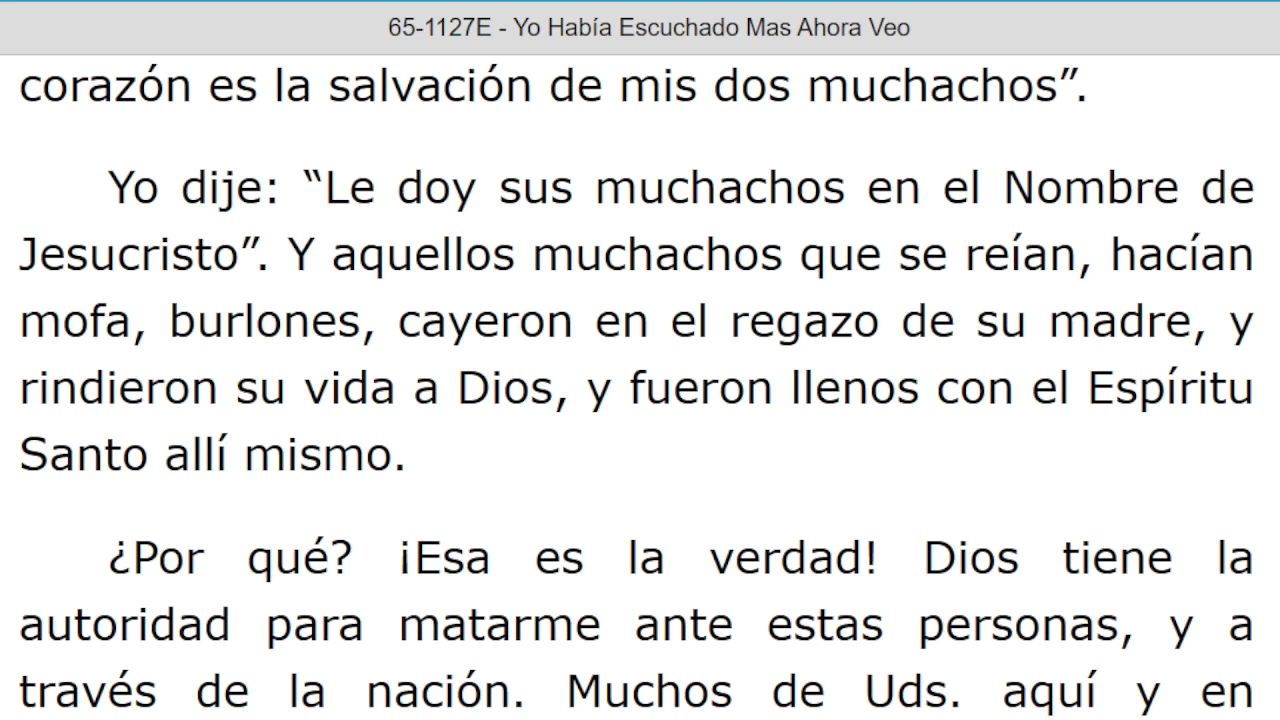 65-1127E - Yo Había Escuchado Mas Ahora Veo
corazón es la salvación de mis dos muchachos”.
Yo dije: “Le doy sus muchachos en el Nombre de
Jesucristo”. Y aquellos muchachos que se reían, hacían
mofa, burlones, cayeron en el regazo de su madre, y
rindieron su vida a Dios, y fueron llenos con el Espíritu
Santo allí mismo.
¿Por qué? ¡Esa es la verdad! Dios tiene la
autoridad para matarme ante estas personas, y a
través de la nación. Muchos de Uds. aquí y en